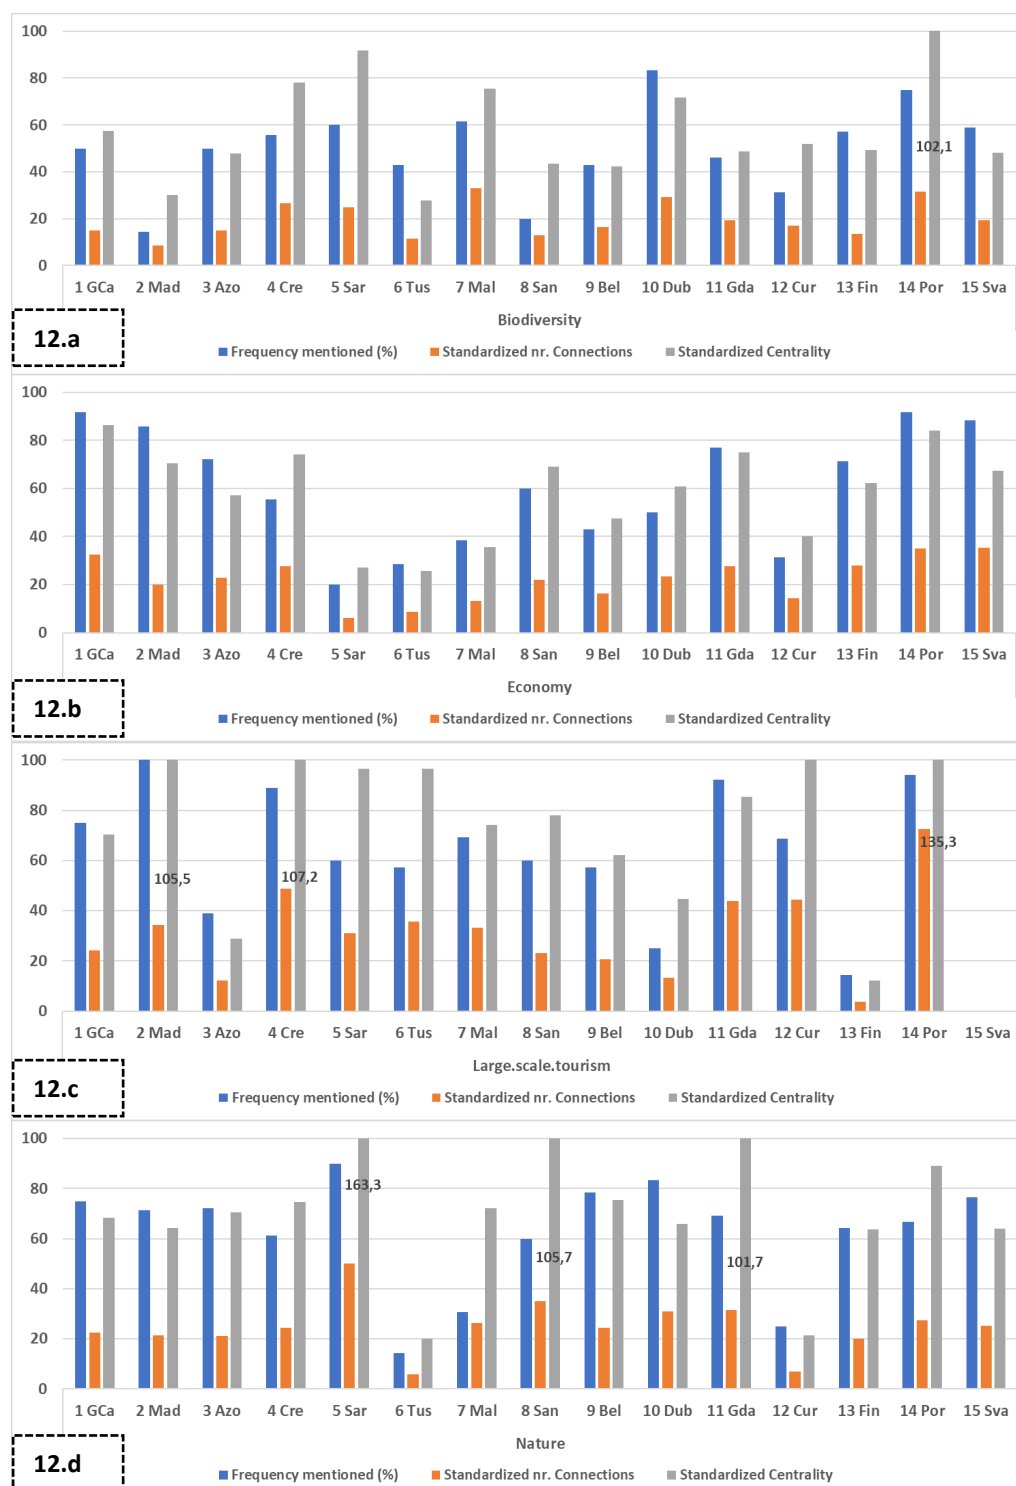 100
80
60
102,1
40
20
0
1 GCa 2 Mad 3 Azo 4 Cre 5 Sar 6 Tus 7 Mal 8 San 9 Bel 10 Dub 11 Gda 12 Cur 13 Fin 14 Por 15 Sva
Biodiversity
12.a
Frequency mentioned (%) Standardized nr. Connections Standardized Centrality
100
80
60
40
20
0
1 GCa 2 Mad 3 Azo 4 Cre 5 Sar 6 Tus 7 Mal 8 San 9 Bel 10 Dub 11 Gda 12 Cur 13 Fin 14 Por 15 Sva
Economy
12.b
Frequency mentioned (%) Standardized nr. Connections Standardized Centrality
100
80
135,3
60
105,5 107,2
40
20
0
1 GCa 2 Mad 3 Azo 4 Cre 5 Sar 6 Tus 7 Mal 8 San 9 Bel 10 Dub 11 Gda 12 Cur 13 Fin 14 Por 15 Sva
Large.scale.tourism
12.c
Frequency mentioned (%) Standardized nr. Connections Standardized Centrality
100
80
163,3
60
105,7 101,7
40
20
0
1 GCa 2 Mad 3 Azo 4 Cre 5 Sar 6 Tus 7 Mal 8 San 9 Bel 10 Dub 11 Gda 12 Cur 13 Fin 14 Por 15 Sva
Nature
12.d
Frequency mentioned (%) Standardized nr. Connections Standardized Centrality